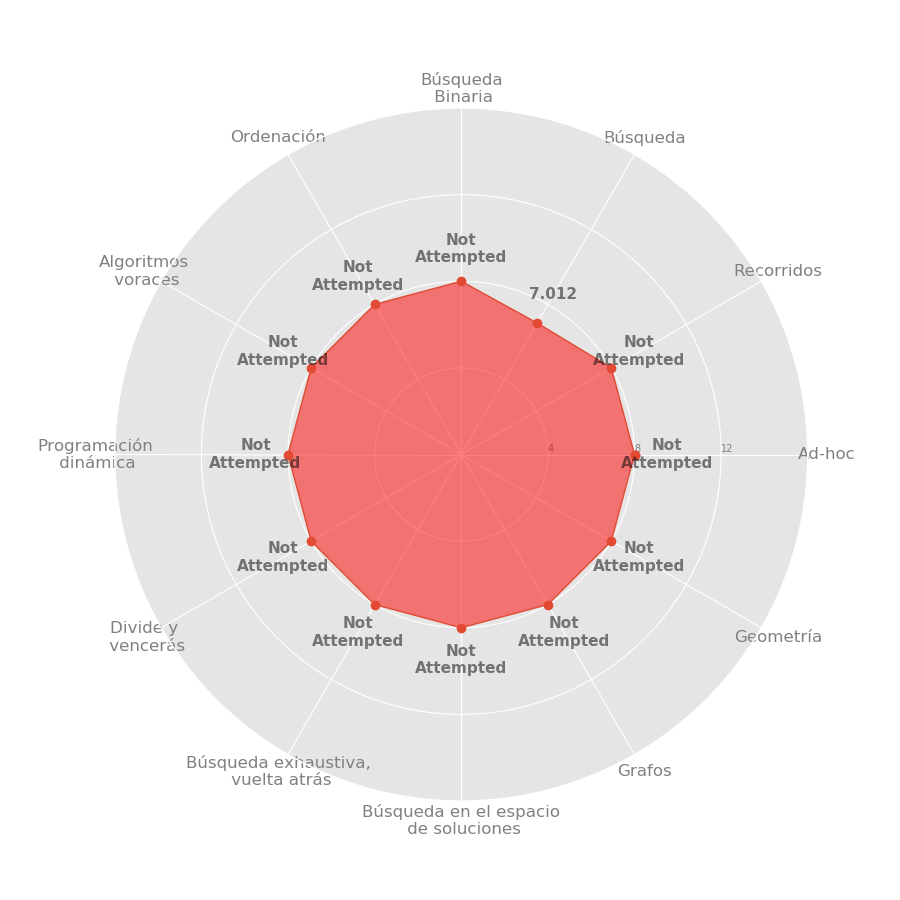 Búsqueda
Binaria
Ordenación
Búsqueda
Not
Attempted
Algoritmos
voraces
Not
Attempted
7.012
Recorridos
Not
Attempted
Not
Attempted
Programación
dinámica
Not
Attempted
4
8
12
Not
Attempted
Ad-hoc
Not
Attempted
Not
Attempted
Divide y
vencerás
Not
Attempted
Not
Attempted
Not
Attempted
Geometría
Búsqueda exhaustiva,
vuelta atrás
Grafos
Búsqueda en el espacio
de soluciones